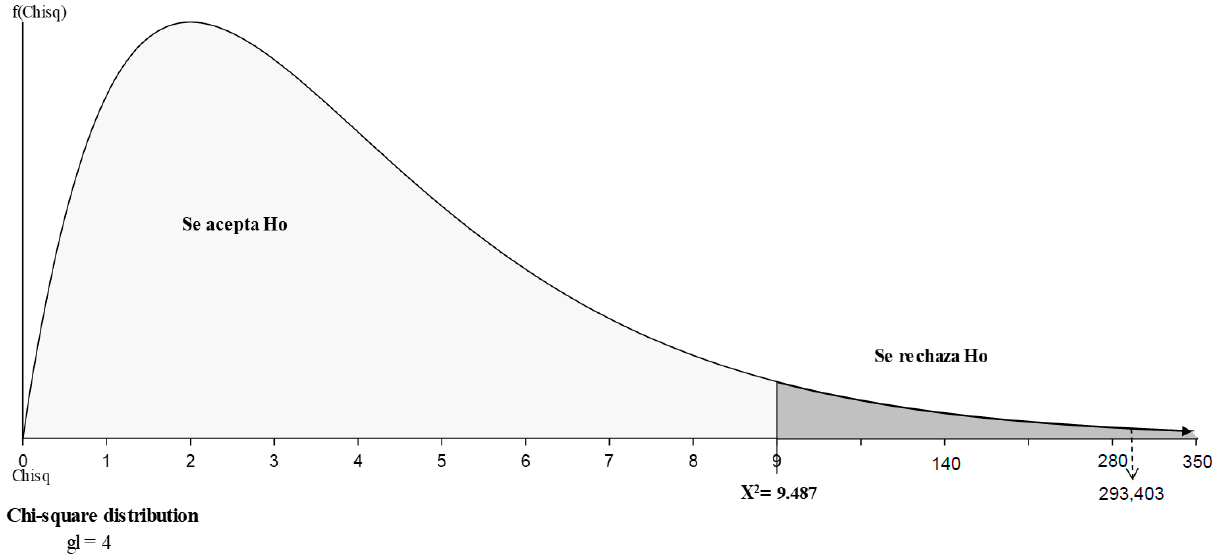 f(Chisq)
Se acepta Ho
Se rechaza Ho
0 1 2 3 4 5 6 7 8 9 140 280 350
Chisq
X²= 9.487
293,403
Chi-square distribution
gl = 4